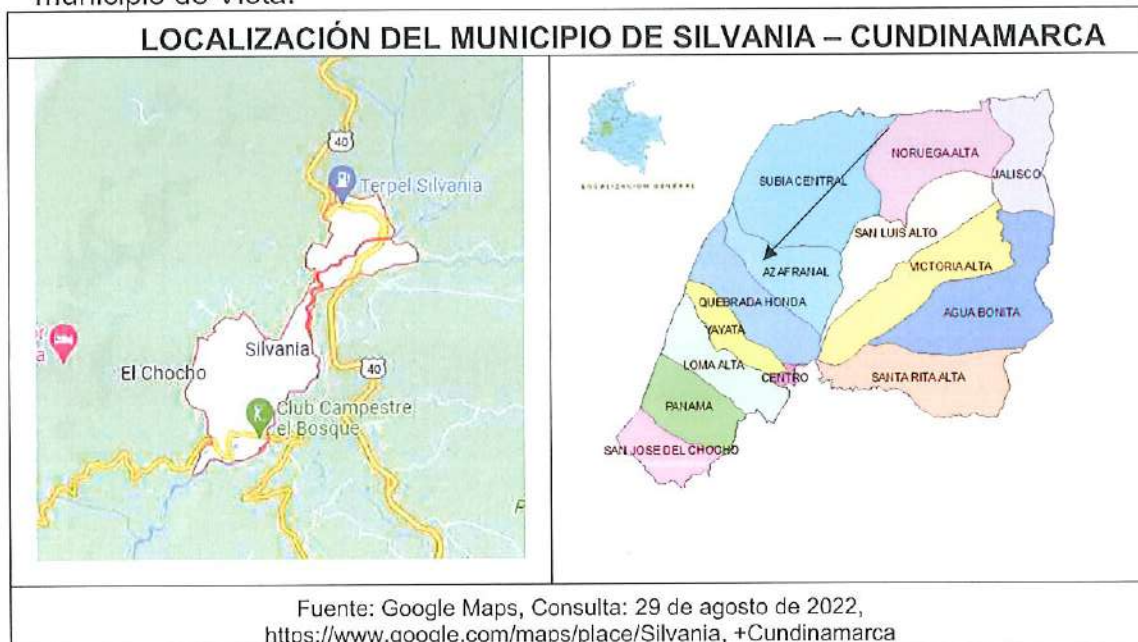 municipio de Viotá.
LOCALIZACIÓN DEL MUNICIPIO DE SILVANIA – CUNDINAMARCA
40
Terpel Silvania
Silvania
El Chocho
40
Club Campestre
el Bosque
a
P
LOCALIZACION GENERAL
NORUEGA ALTA
JALISCO
SUBIA CENTRAL
SAN LUIS ALTO
VICTORIA ALTA
AZAFRANAL
QUEBRADA HONDA
AGUA BONITA
YAYATA
LOMA ALTA
CENTRO
SANTA RITA ALTA
PANAMA
SAN JOSE DEL CHOCHO
Fuente: Google Maps, Consulta: 29 de agosto de 2022,
https://www.google.com/maps/place/Silvania, +Cundinamarca